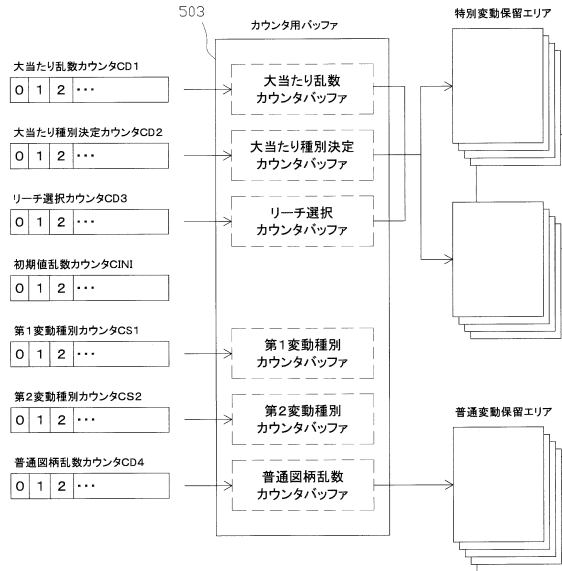 503
カウンタ用バッファ
特別変動保留エリア
大当たり乱数カウンタCD1
0 1 2 ・・・
大当たり乱数
カウンタバッファ
大当たり種別決定カウンタCD2
0 1 2 ・・・
大当たり種別決定
カウンタバッファ
リーチ選択カウンタCD3
0 1 2 ・・・
リーチ選択
カウンタバッファ
初期値乱数カウンタCINI
0 1 2 ・・・
第1変動種別カウンタCS1
0 1 2 ・・・
第1変動種別
カウンタバッファ
第2変動種別カウンタCS2
0 1 2 ・・・
第2変動種別
カウンタバッファ
普通変動保留エリア
普通図柄乱数カウンタCD4
0 1 2 ・・・
普通図柄乱数
カウンタバッファ